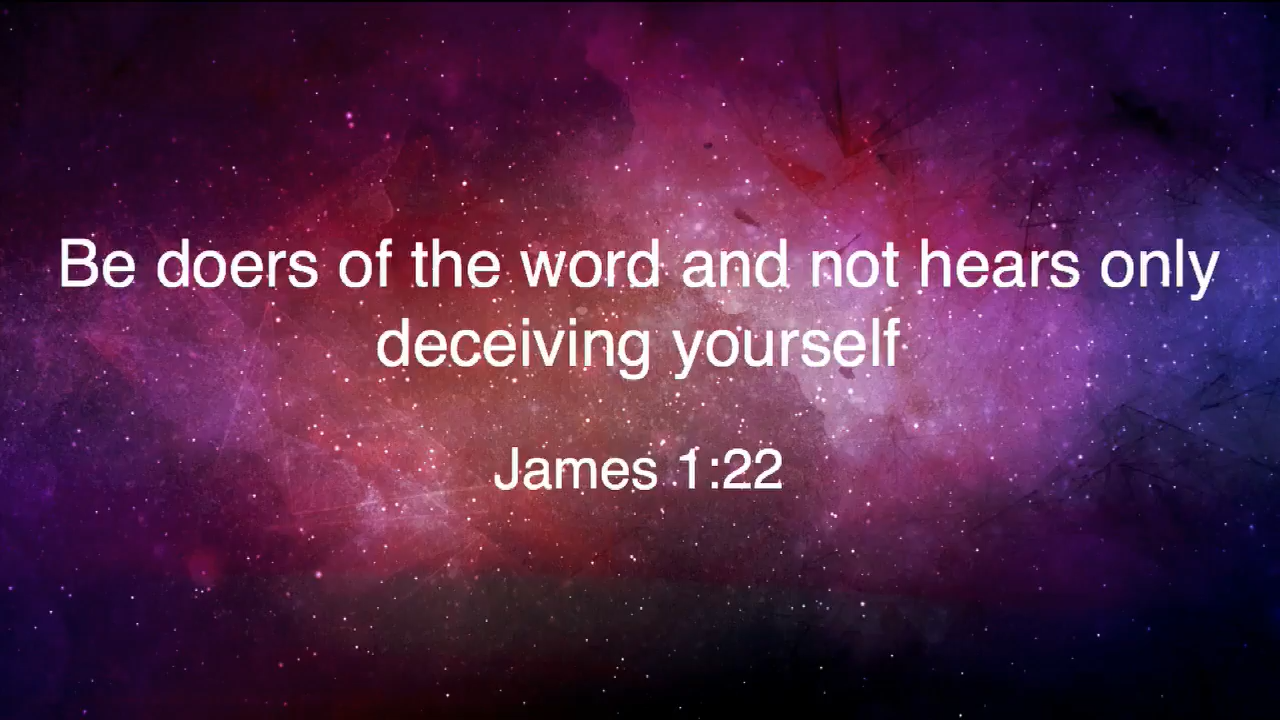 Be doers of the word and not hears only
deceiving yourself
James 1:22